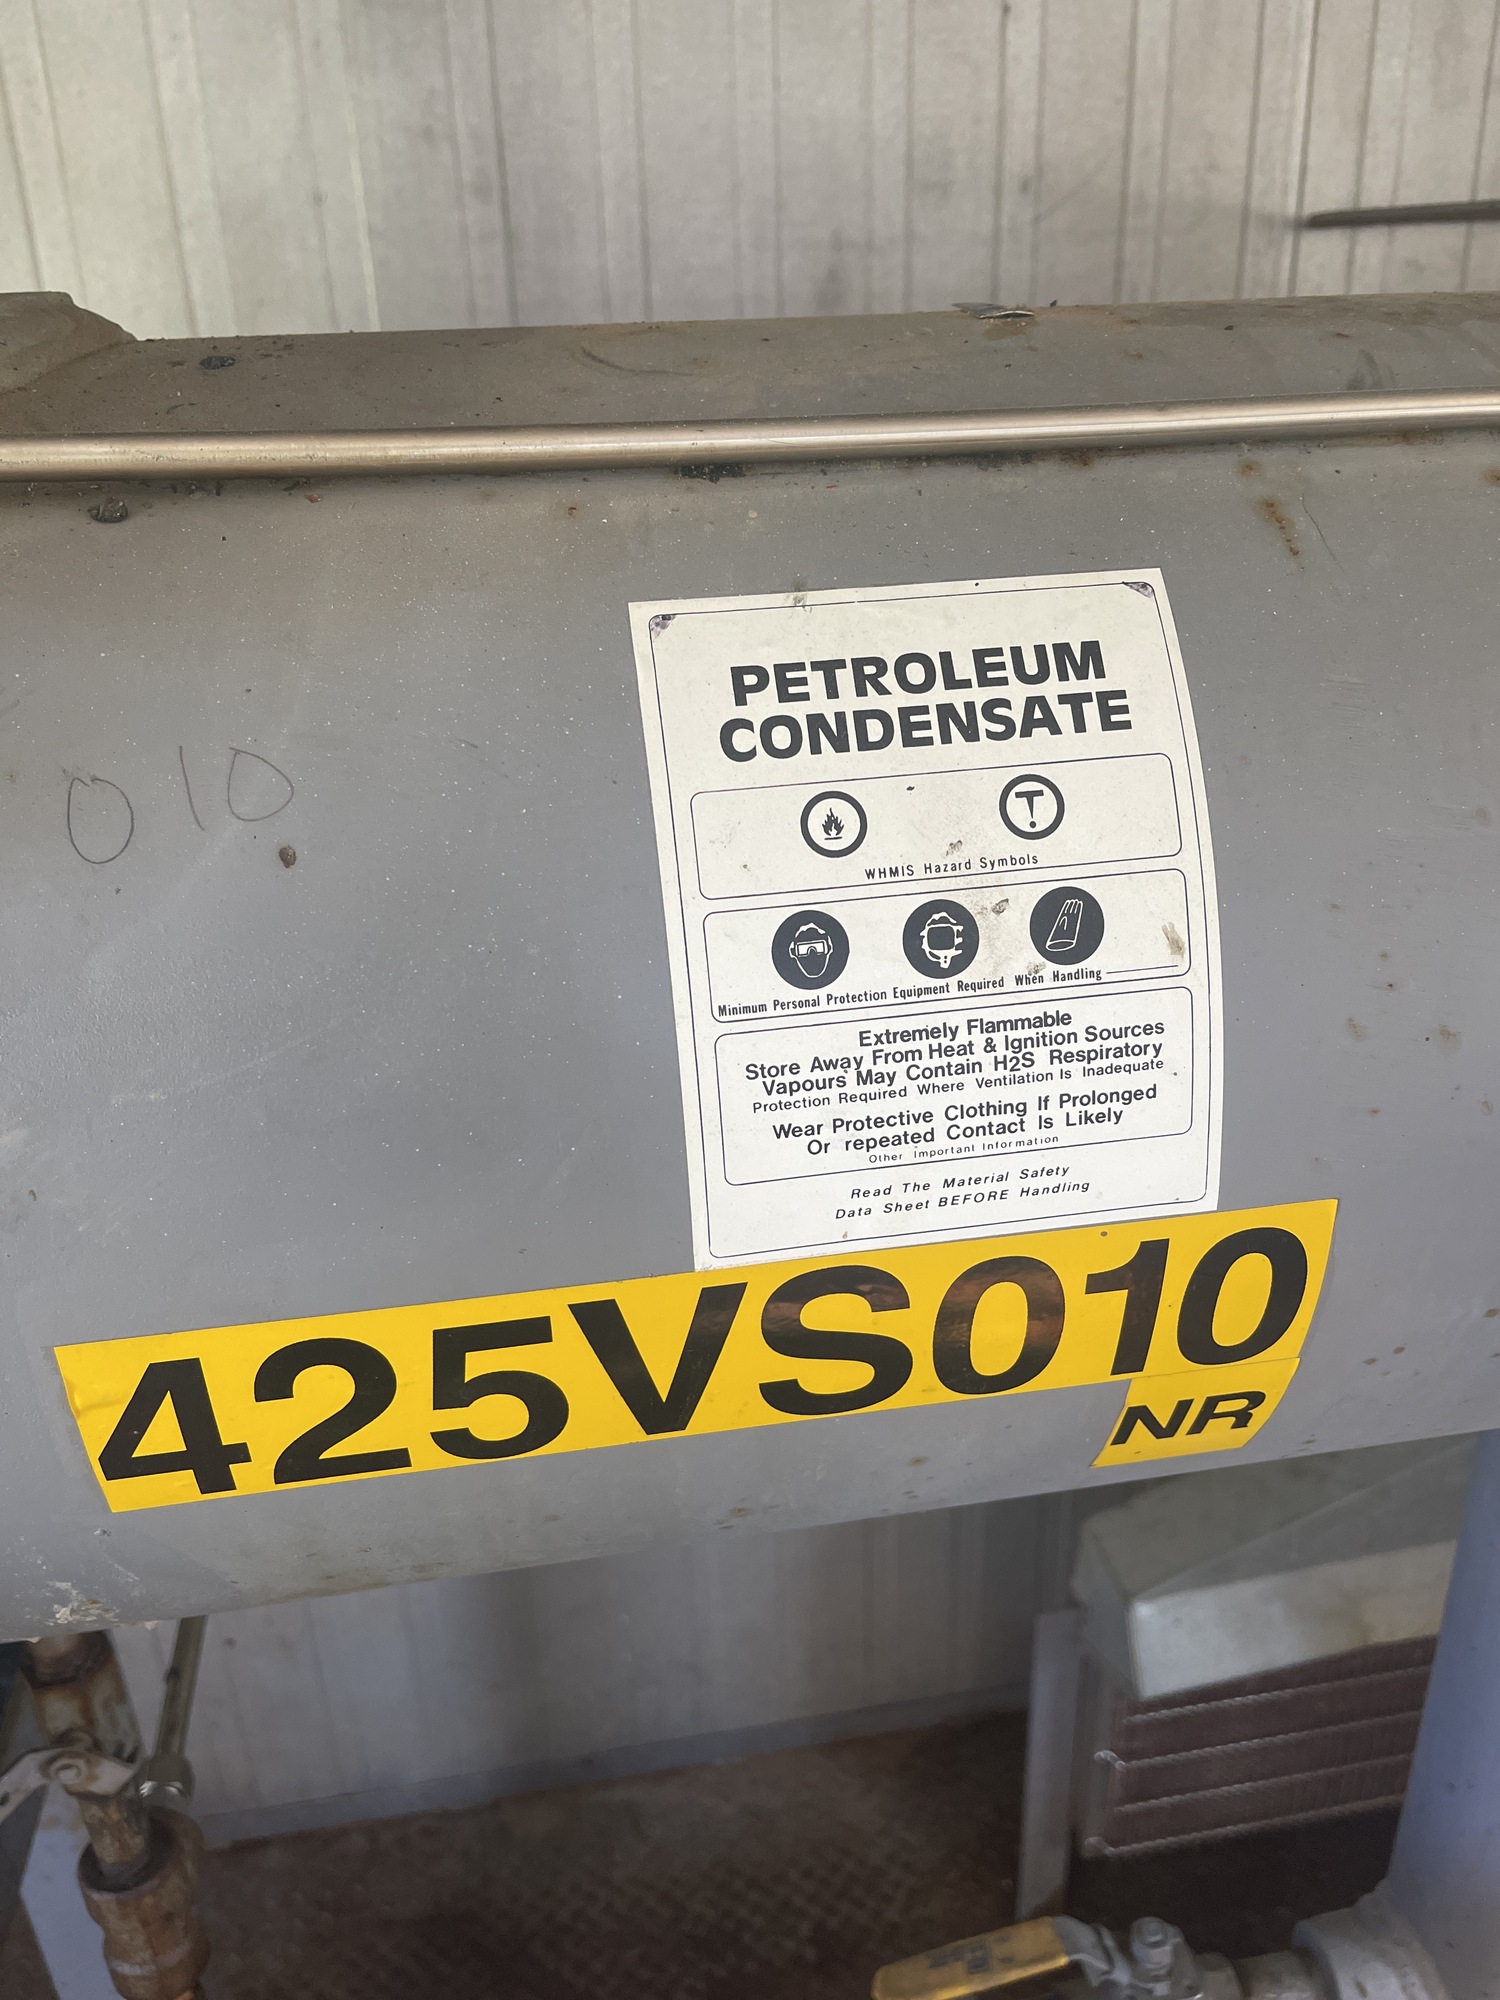 PETROLEUM
CONDENSATE
010
WHMIS Hazard Symbols
Minimum Personal Protection Equipment Required When Handling
Extremely Flammable
Store Away From Heat & Ignition Sources
Vapours May Contain H2S Respiratory
Protection Required Where Ventilation Is Inadequate
Wear Protective Clothing If Prolonged
Or repeated Contact Is Likely
Other Important Information
Read The Material Safety
Data Sheet BEFORE Handling
425VS010
NR